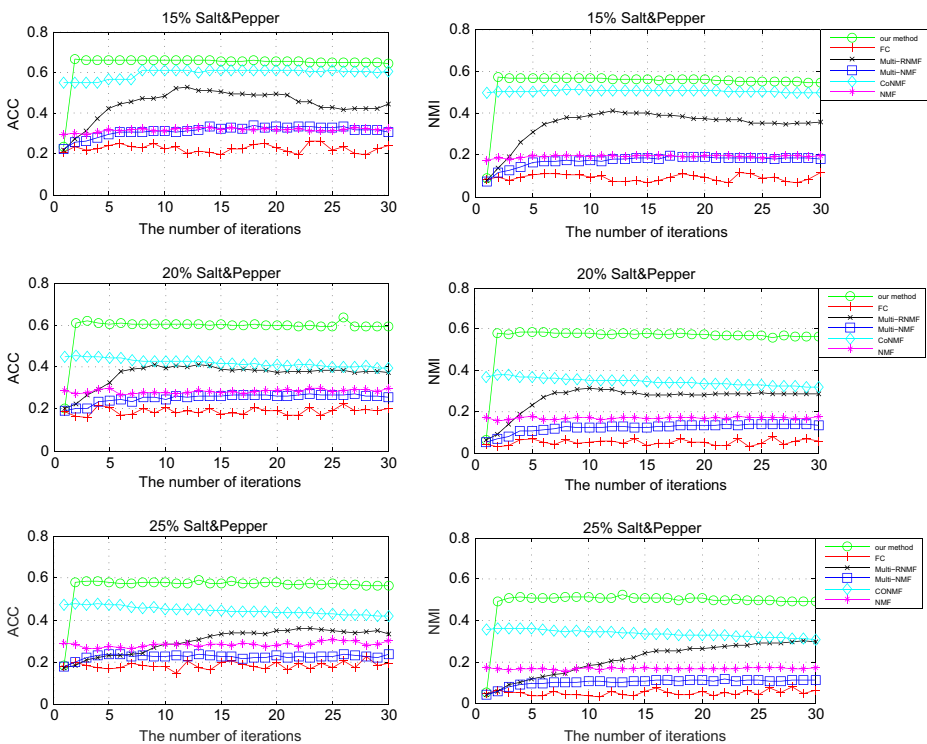 15% Salt&Pepper
0.8
0.6
0.4
0.2
0
ACC
0 5 10 15 20 25 30
The number of iterations
15% Salt&Pepper
0.8
0.6
0.4
0.2
0
NMI
0 5 10 15 20 25 30
The number of iterations
our method
FC
Multi-RNMF
Multi-NMF
CoNMF
NMF
20% Salt&Pepper
0.8
0.6
0.4
0.2
0
ACC
0 5 10 15 20 25 30
The number of iterations
20% Salt&Pepper
0.8
0.6
0.4
0.2
0
NMI
0 5 10 15 20 25 30
The number of iterations
our method
FC
Multi-RNMF
Multi-NMF
CoNMF
NMF
25% Salt&Pepper
0.8
0.6
0.4
0.2
0
ACC
0 5 10 15 20 25 30
The number of iterations
25% Salt&Pepper
0.8
0.6
0.4
0.2
0
NMI
0 5 10 15 20 25 30
The number of iterations
our method
FC
Multi-RNMF
Multi-NMF
CONMF
NMF